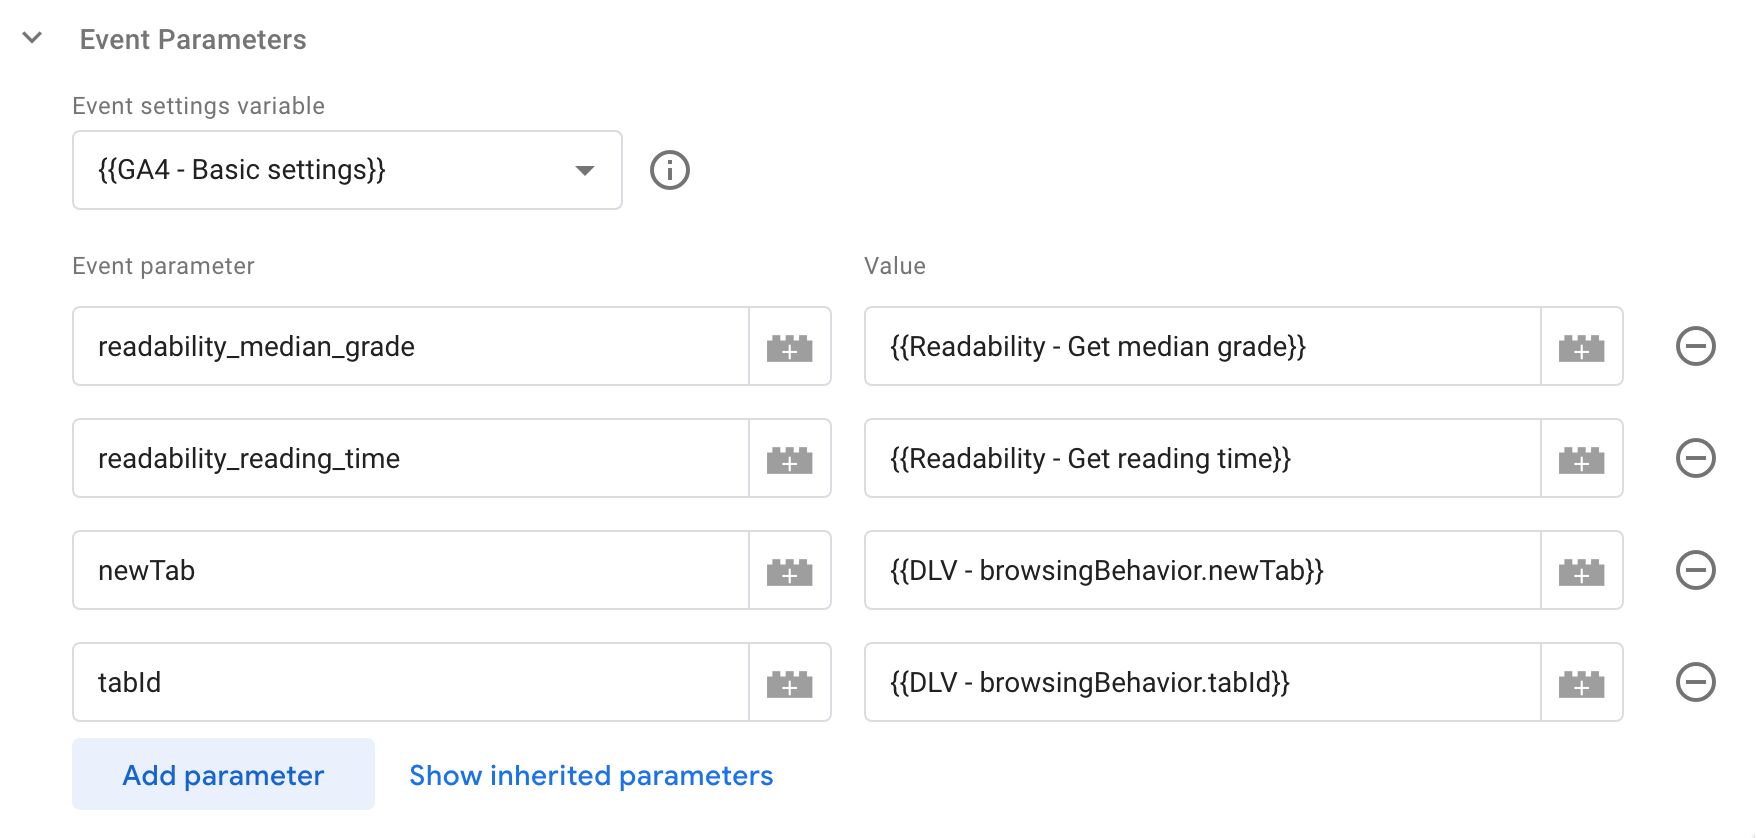 Event Parameters
Event settings variable
{{GA4 - Basic settings}}
Event parameter Value
readability_median_grade {{Readability - Get median grade}}
readability_reading_time {{Readability - Get reading time}}
newTab {{DLV - browsingBehavior.newTab}}
tabId {{DLV - browsingBehavior.tabId}}
Add parameter Show inherited parameters